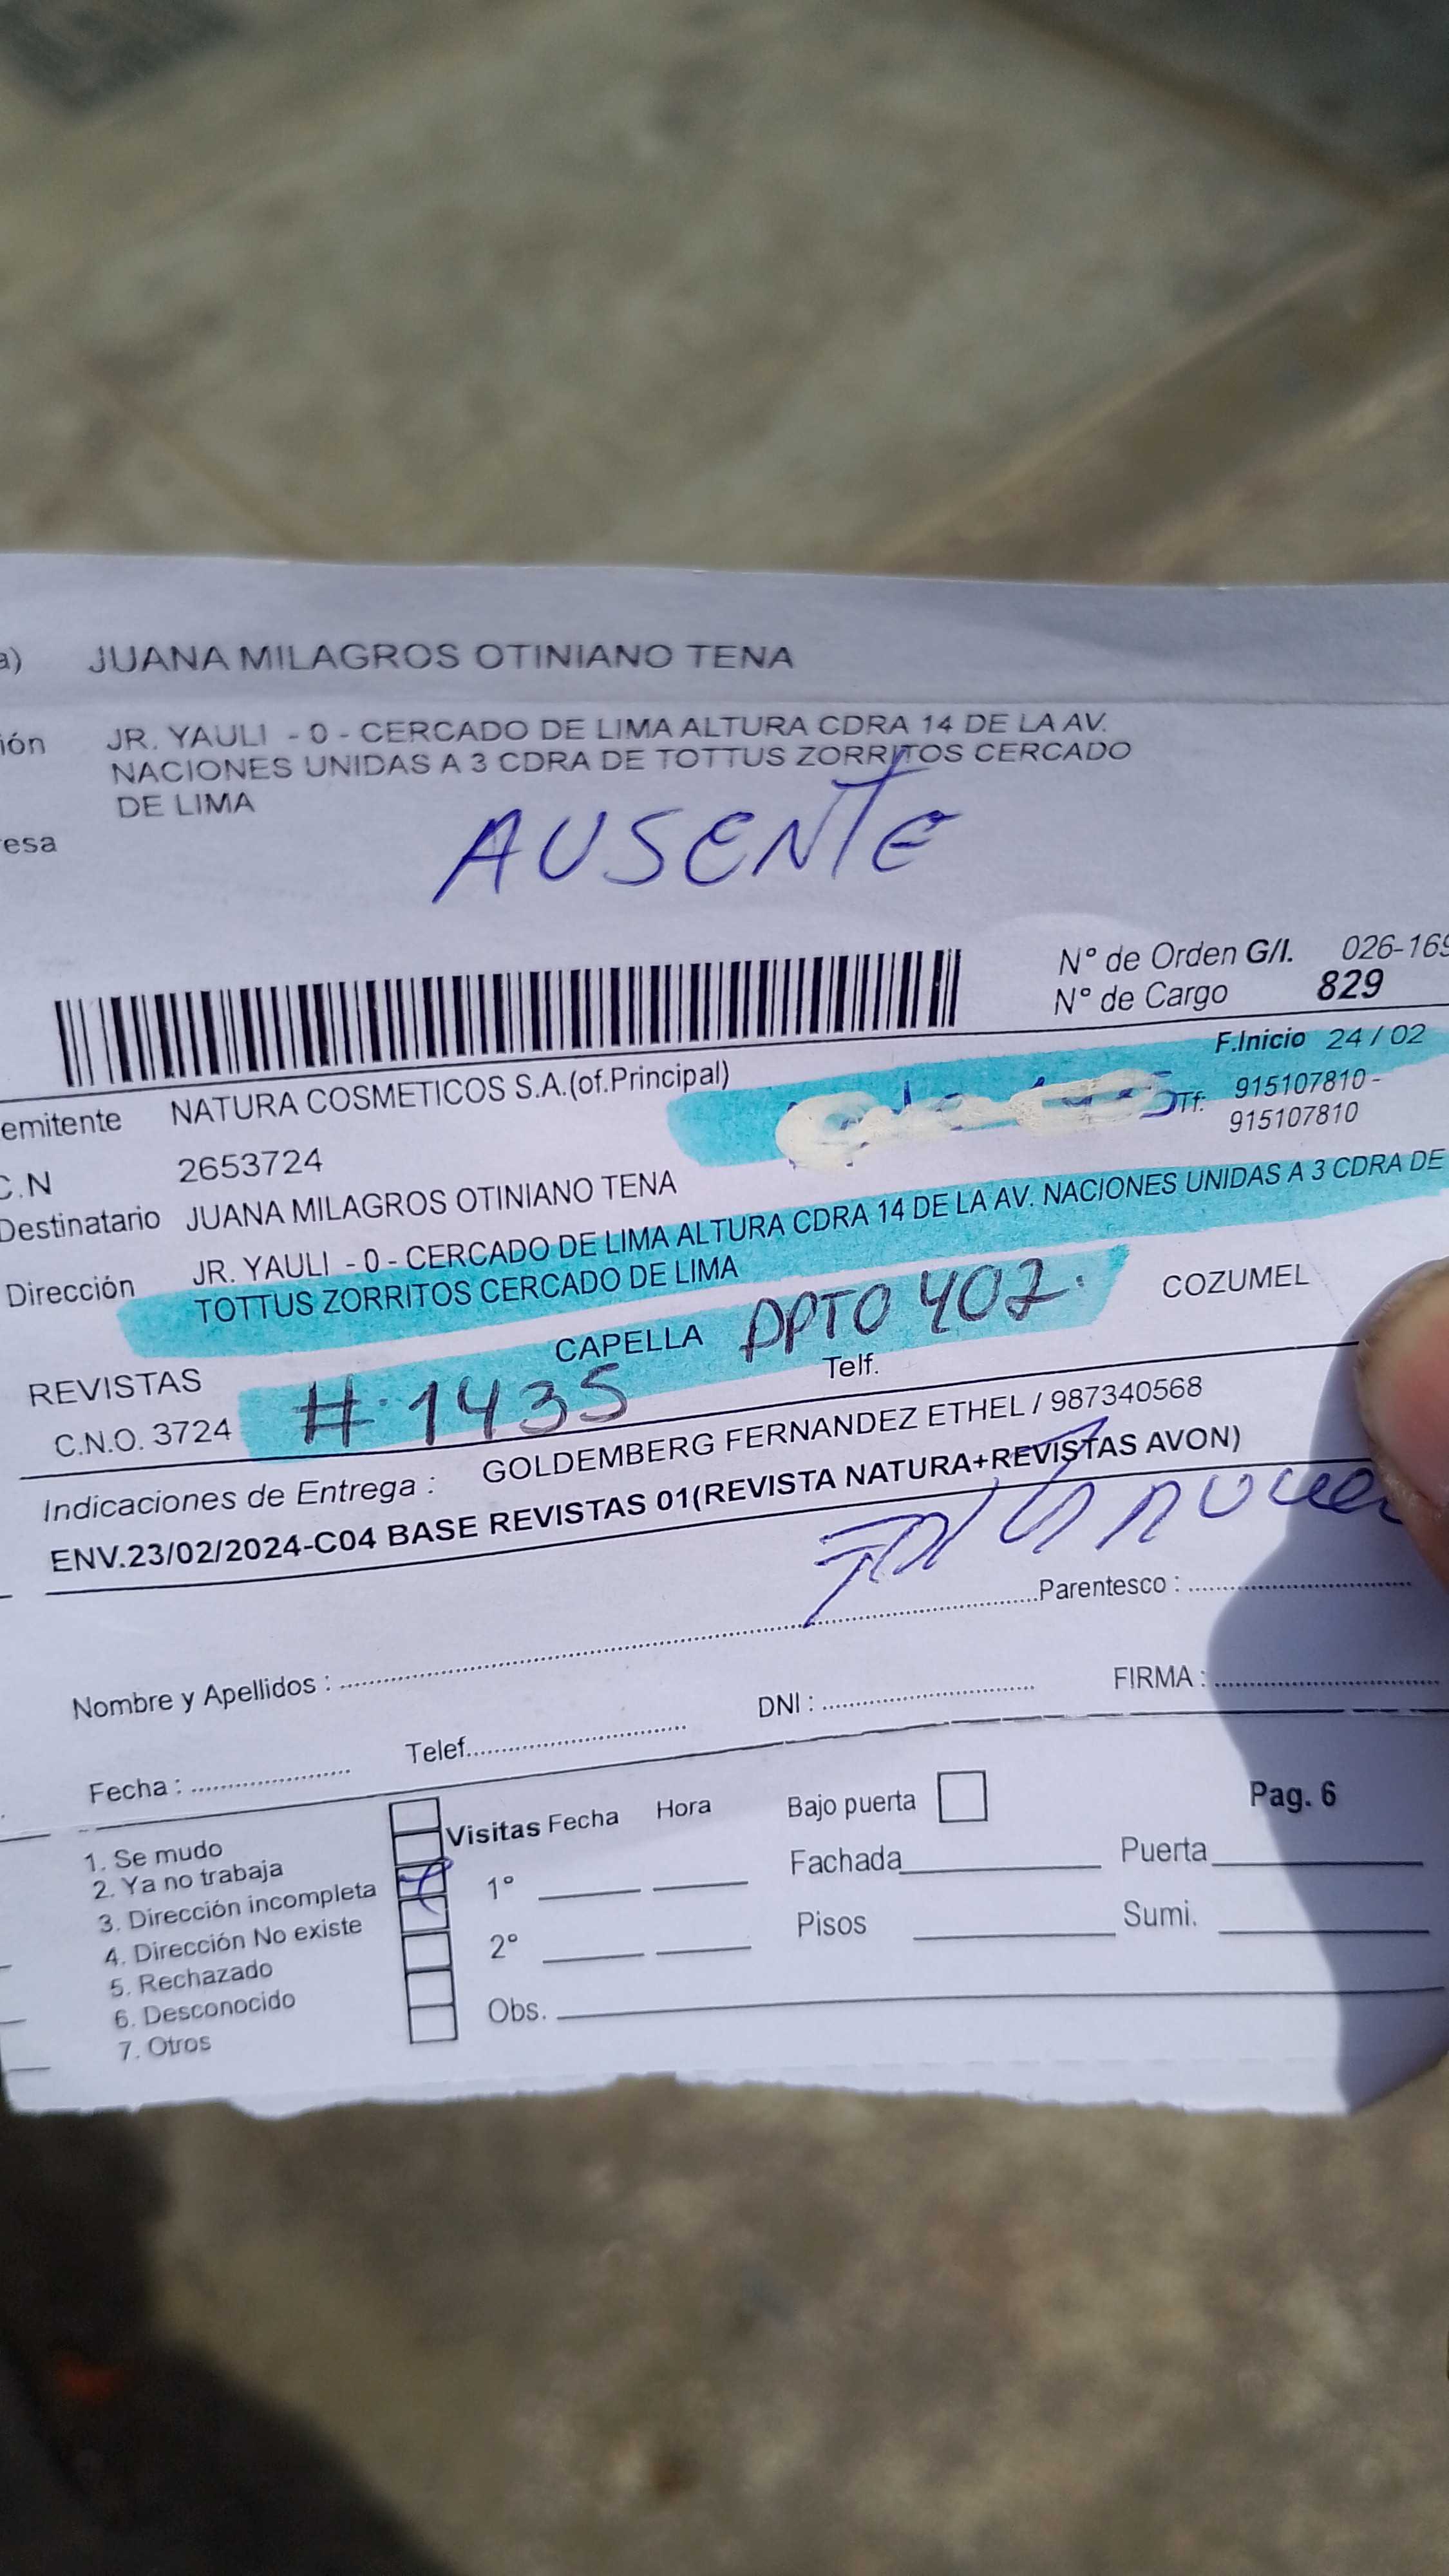 a) JUANA MILAGROS OTINIANO TENA
ión JR. YAULI - 0 - CERCADO DE LIMA ALTURA CDRA 14 DE LA AV.
NACIONES UNIDAS A 3 CDRA DE TOTTUS ZORRITOS CERCADO
DE LIMA
resa
AUSENTE
N° de Orden G/I. 026-169
N° de Cargo 829
F.Inicio 24 / 02
emitente NATURA COSMETICOS S.A.(of.Principal)
Tf: 915107810 -
915107810
C.N 2653724
Destinatario JUANA MILAGROS OTINIANO TENA
Dirección JR. YAULI - 0 - CERCADO DE LIMA ALTURA CDRA 14 DE LA AV. NACIONES UNIDAS A 3 CDRA DE
TOTTUS ZORRITOS CERCADO DE LIMA
CAPELLA DPTO 402. COZUMEL
REVISTAS
Telf.
C.N.O. 3724 #.1435
Indicaciones de Entrega : GOLDEMBERG FERNANDEZ ETHEL / 987340568
ENV.23/02/2024-C04 BASE REVISTAS 01(REVISTA NATURA+REVISTAS AVON)
Nombre y Apellidos : Parentesco :
Fecha : Telef. DNI : FIRMA :
Visitas Fecha Hora Bajo puerta Pag. 6
1. Se mudo
2. Ya no trabaja
3. Dirección incompleta
4. Dirección No existe
5. Rechazado
6. Desconocido
7. Otros
1° Fachada Puerta
2° Pisos Sumi.
Obs.